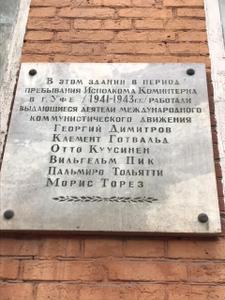 В этом здании в период
пребывания Исполкома Коминтерна
в г. Уфе /1941-1943 гг./ работали
выдающиеся деятели международного
коммунистического движения
Георгий Димитров
Клемент Готвальд
Отто Куусинен
Вильгельм Пик
Пальмиро Тольятти
Морис Торез